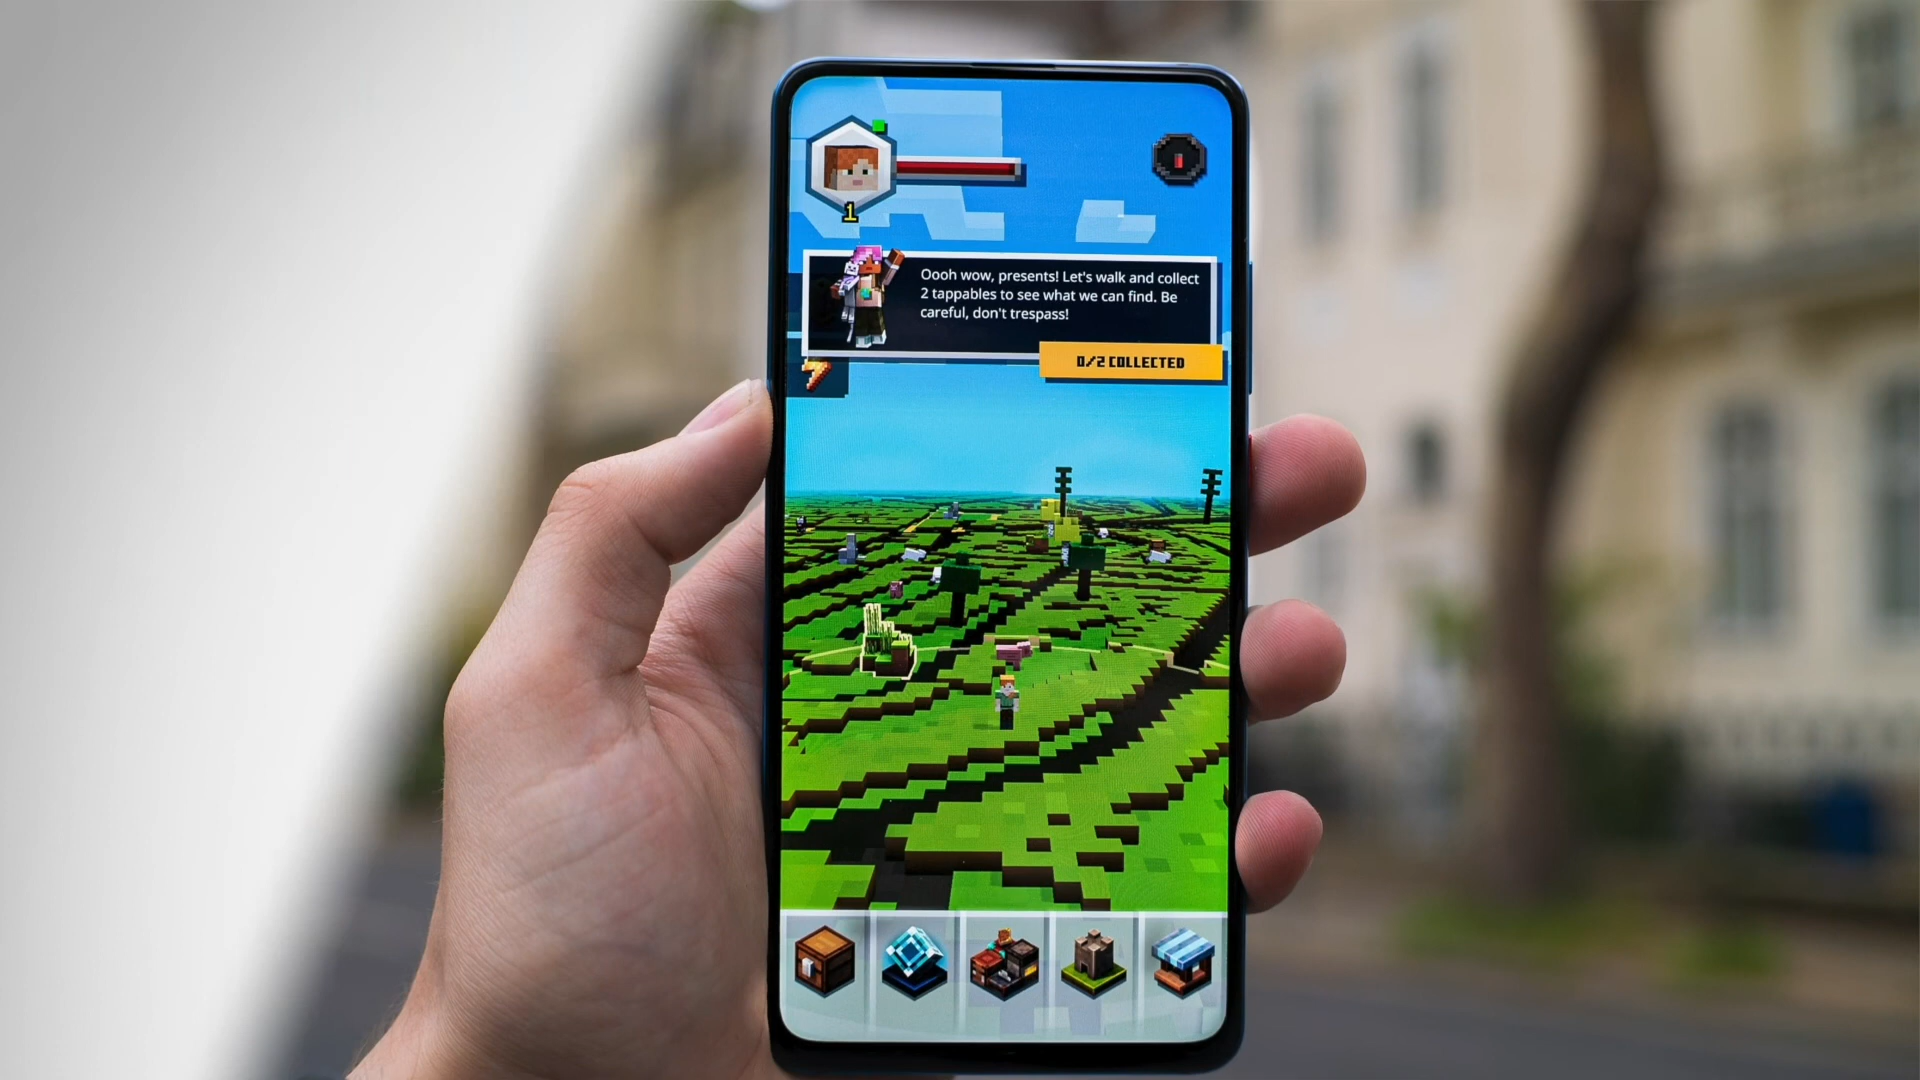 1
Oooh wow, presents! Let's walk and collect
2 tappables to see what we can find. Be
careful, don't trespass!
0/2 COLLECTED